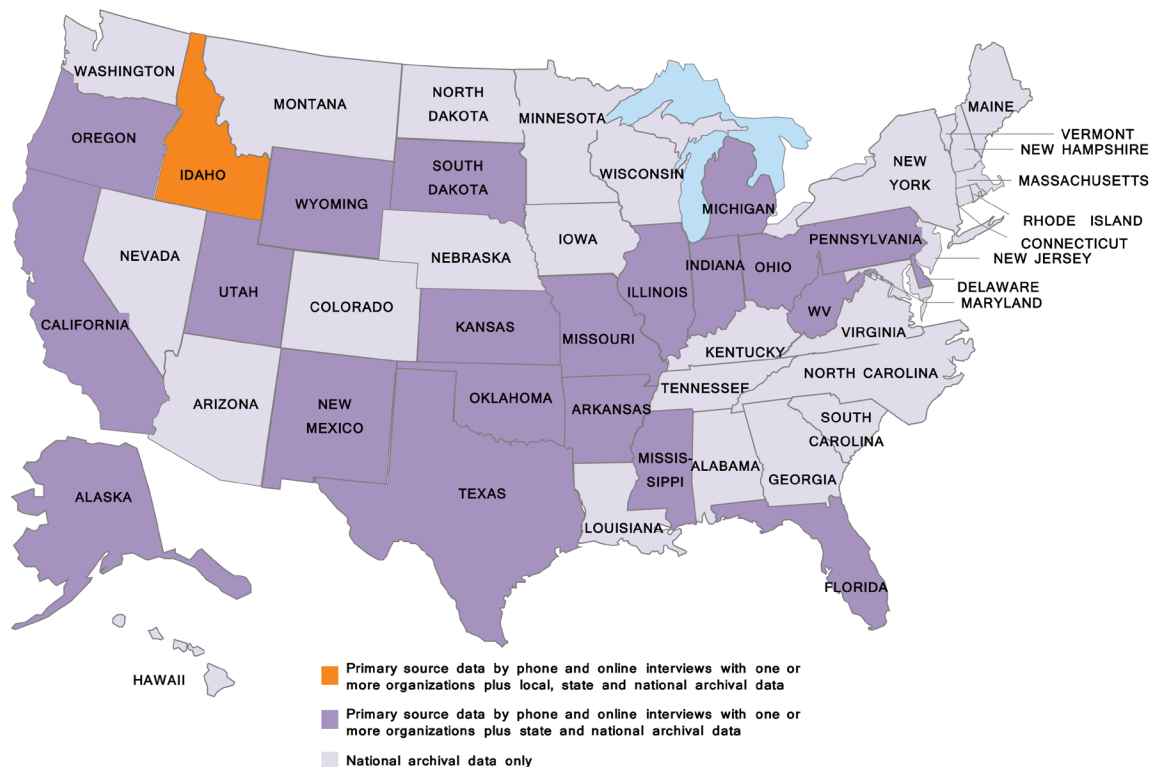 WASHINGTON
MONTANA
NORTH
DAKOTA
MINNESOTA
MAINE
OREGON
IDAHO
SOUTH
DAKOTA
WISCONSIN
NEW
YORK
VERMONT
NEW HAMPSHIRE
MASSACHUSETTS
WYOMING
MICHIGAN
RHODE ISLAND
CONNECTICUT
NEW JERSEY
NEVADA
NEBRASKA
IOWA
PENNSYLVANIA
UTAH
COLORADO
ILLINOIS
INDIANA
OHIO
DELAWARE
MARYLAND
CALIFORNIA
KANSAS
MISSOURI
WV
VIRGINIA
KENTUCKY
ARIZONA
NEW
MEXICO
OKLAHOMA
ARKANSAS
TENNESSEE
NORTH CAROLINA
SOUTH
CAROLINA
ALASKA
TEXAS
MISSIS-
SIPPI
ALABAMA
GEORGIA
LOUISIANA
FLORIDA
HAWAII
Primary source data by phone and online interviews with one or
more organizations plus local, state and national archival data
Primary source data by phone and online interviews with one or
more organizations plus state and national archival data
National archival data only